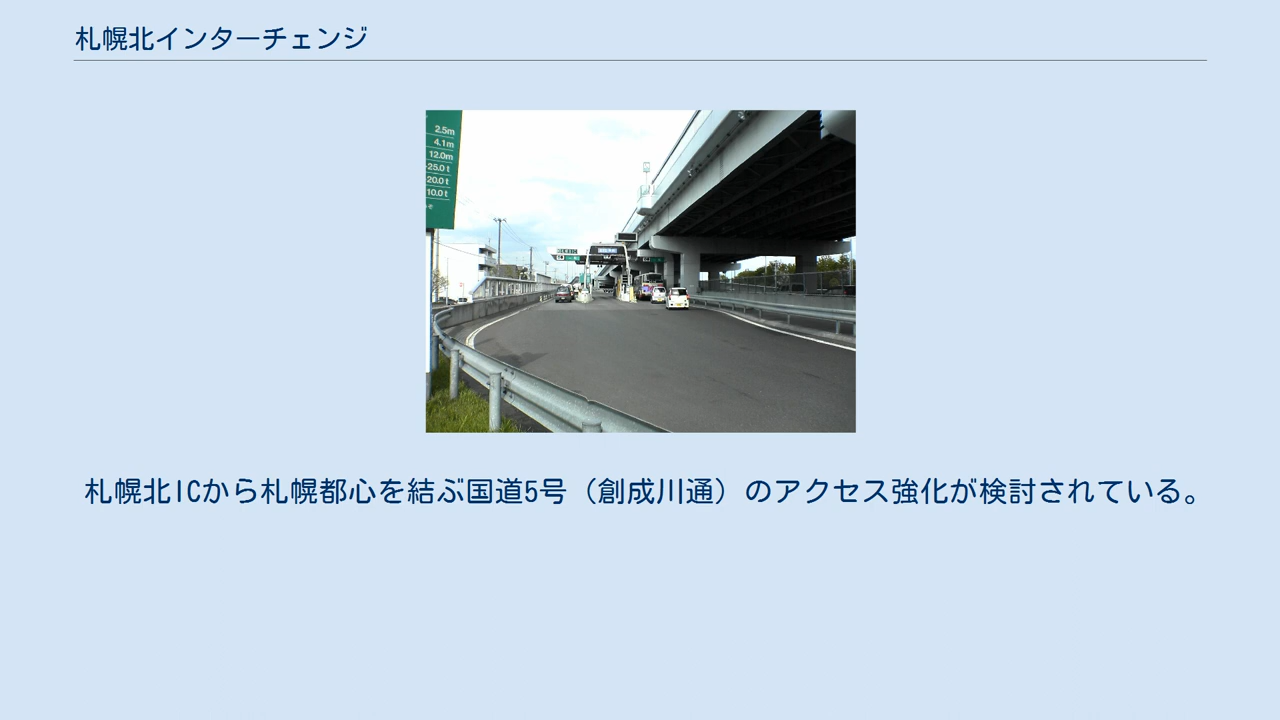 札幌北インターチェンジ
2.5m
4.1m
12.0m
25.0t
20.0t
10.0t
札幌北ICから札幌都心を結ぶ国道5号（創成川通）のアクセス強化が検討されている。